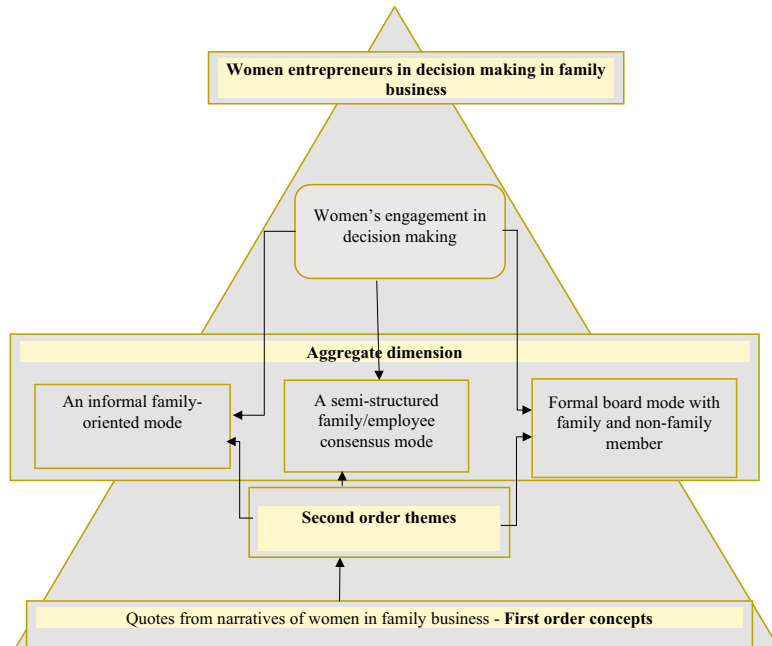 Women entrepreneurs in decision making in family
business
Women’s engagement in
decision making
Aggregate dimension
An informal family-
oriented mode
A semi-structured
family/employee
consensus mode
Formal board mode with
family and non-family
member
Second order themes
Quotes from narratives of women in family business - First order concepts